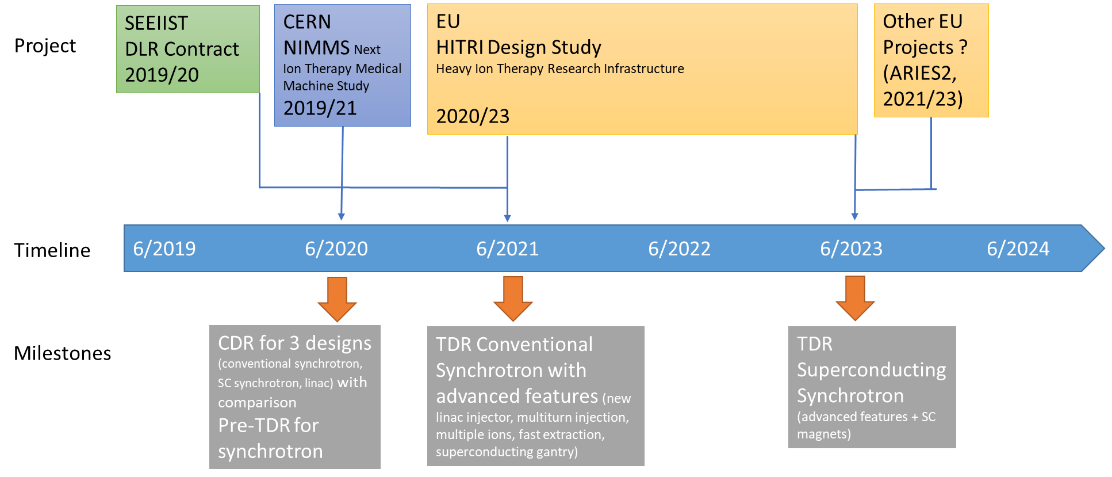 Project
SEEIIST
DLR Contract
2019/20
CERN
NIMMS Next
Ion Therapy Medical
Machine Study
2019/21
EU
HITRI Design Study
Heavy Ion Therapy Research Infrastructure
2020/23
Other EU
Projects ?
(ARIES2,
2021/23)
Timeline
6/2019
6/2020
6/2021
6/2022
6/2023
6/2024
Milestones
CDR for 3 designs
(conventional synchrotron,
SC synchrotron, linac) with
comparison
Pre-TDR for
synchrotron
TDR Conventional
Synchrotron with
advanced features (new
linac injector, multiturn injection,
multiple ions, fast extraction,
superconducting gantry)
TDR
Superconducting
Synchrotron
(advanced features + SC
magnets)